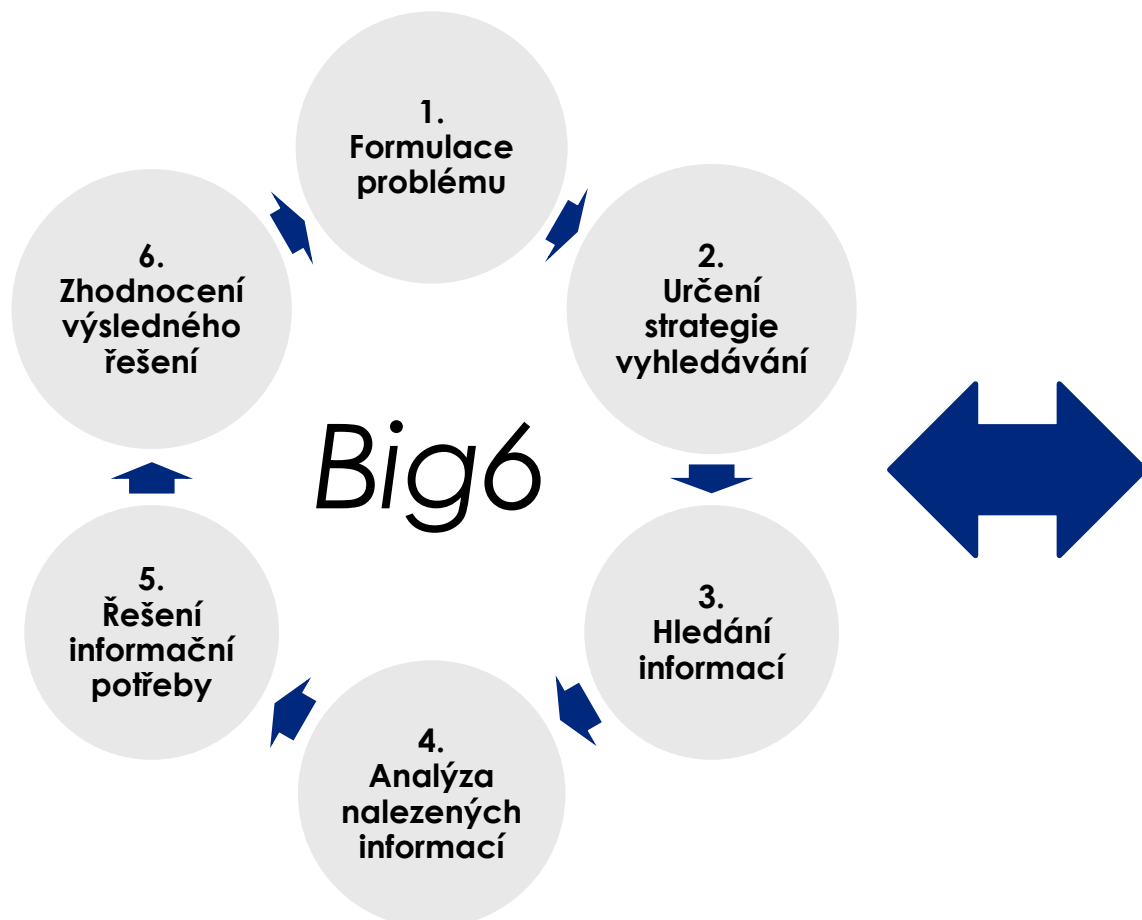 1.
Formulace
problému
2.
Určení
strategie
vyhledávání
3.
Hledání
informací
4.
Analýza
nalezených
informací
5.
Řešení
informační
potřeby
6.
Zhodnocení
výsledného
řešení
Big6